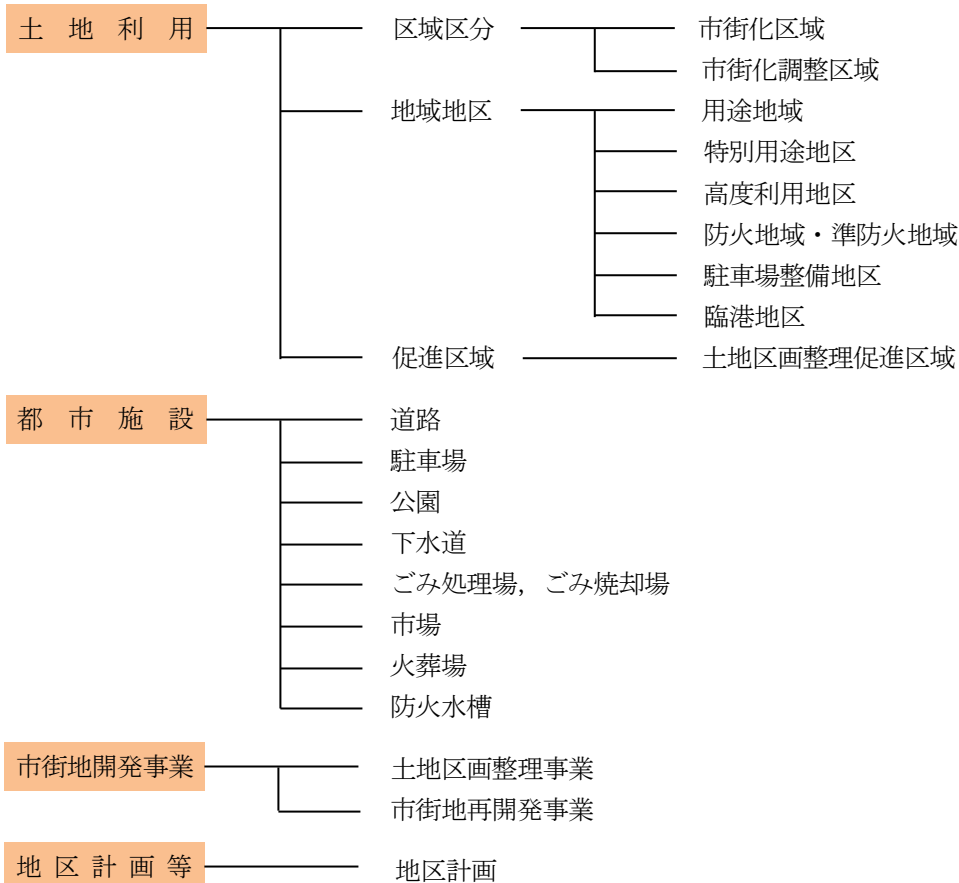 土地利用 区域区分 市街化区域
市街化調整区域
地域地区 用途地域
特別用途地区
高度利用地区
防火地域・準防火地域
駐車場整備地区
臨港地区
促進区域 土地区画整理促進区域
都市施設 道路
駐車場
公園
下水道
ごみ処理場，ごみ焼却場
市場
火葬場
防火水槽
市街地開発事業 土地区画整理事業
市街地再開発事業
地区計画等 地区計画